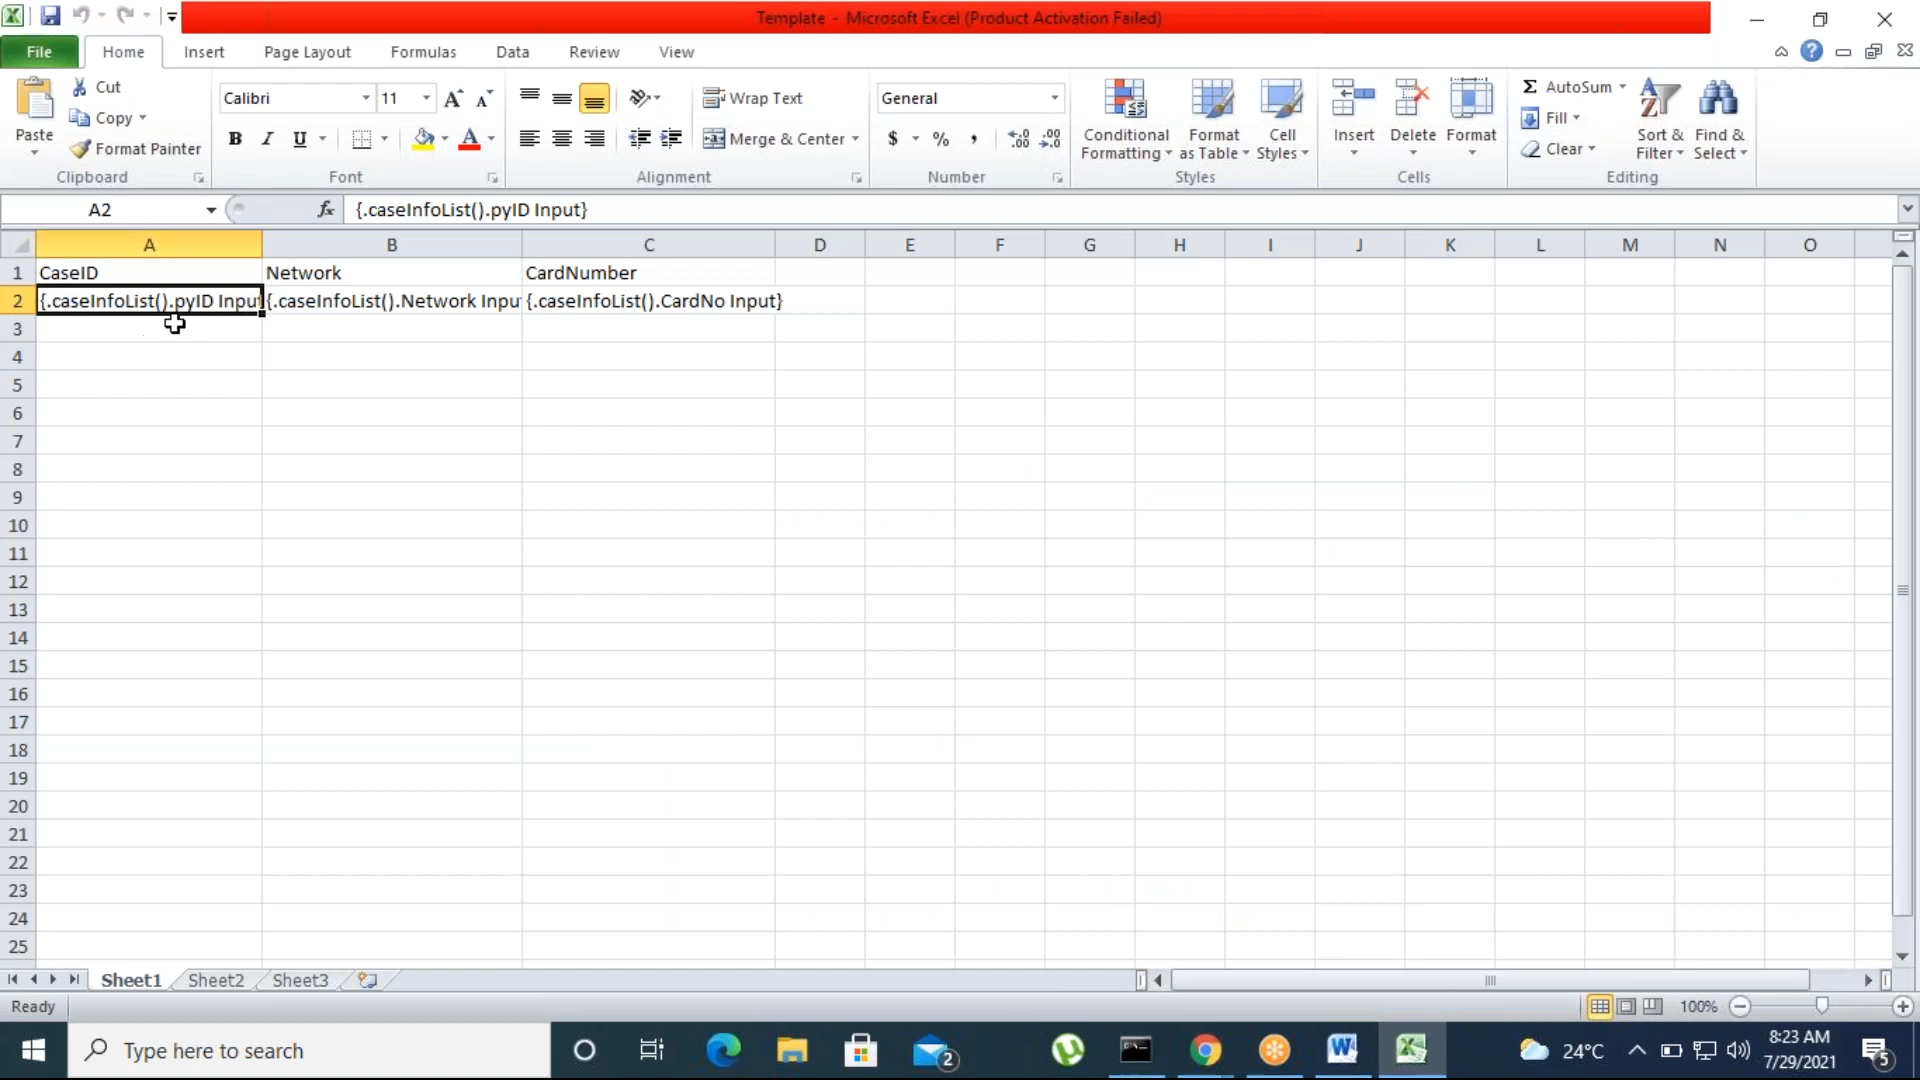 Template - Microsoft Excel (Product Activation Failed)
File Home Insert Page Layout Formulas Data Review View
Paste
Cut
Copy
Format Painter
Clipboard
Calibri 11
B I U A
Font
Wrap Text
Merge & Center
Alignment
General
$ % ,
Number
Conditional Formatting
Format as Table
Cell Styles
Styles
Insert Delete Format
Cells
Σ AutoSum
Fill
Clear
Sort & Filter
Find & Select
Editing
A2 fx {.caseInfoList().pyID Input}
A B C D E F G H I J K L M N O
1 CaseID Network CardNumber
2 {.caseInfoList().pyID Input {.caseInfoList().Network Inpu {.caseInfoList().CardNo Input}
3
4
5
6
7
8
9
10
11
12
13
14
15
16
17
18
19
20
21
22
23
24
25
Sheet1 Sheet2 Sheet3
Ready 100%
Type here to search
2
24°C
8:23 AM
7/29/2021
5